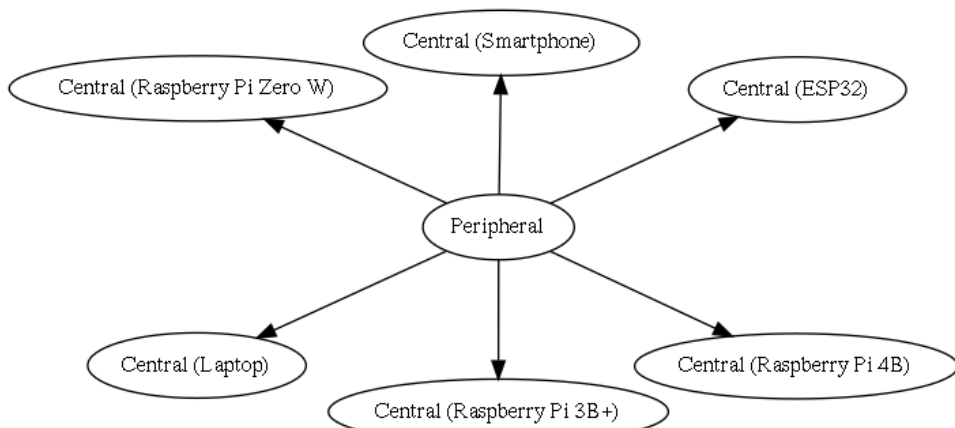 Central (Smartphone)
Central (Raspberry Pi Zero W)
Central (ESP32)
Peripheral
Central (Laptop)
Central (Raspberry Pi 4B)
Central (Raspberry Pi 3B+)